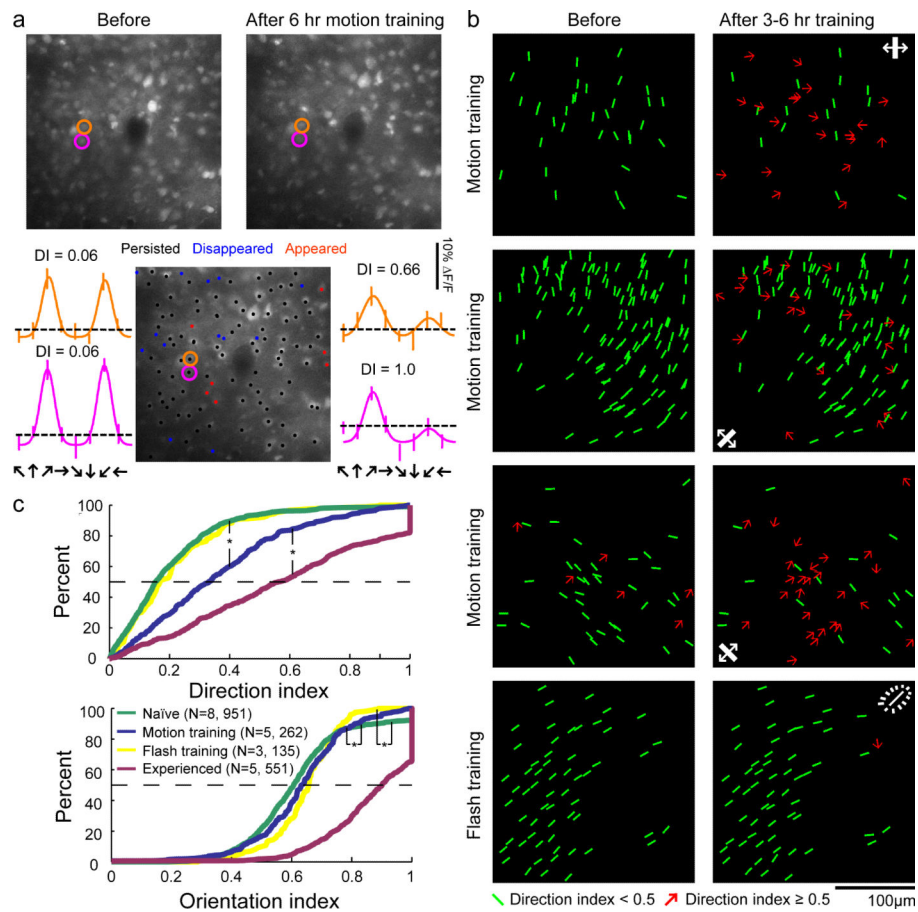 a
Before
After 6 hr motion training
DI = 0.06
Persisted
Disappeared
Appeared
10% ΔF/F
DI = 0.66
DI = 0.06
DI = 1.0
↖↑↗→↘↓↙←
↖↑↗→↘↓↙←
b
Before
After 3-6 hr training
Motion training
Motion training
Motion training
Flash training
Direction index < 0.5
Direction index ≥ 0.5
100µm
c
Percent
100
80
60
40
20
0
*
*
0
0.2
0.4
0.6
0.8
1
Direction index
Percent
100
80
60
40
20
0
Naïve (N=8, 951)
Motion training (N=5, 262)
Flash training (N=3, 135)
Experienced (N=5, 551)
*
*
0
0.2
0.4
0.6
0.8
1
Orientation index